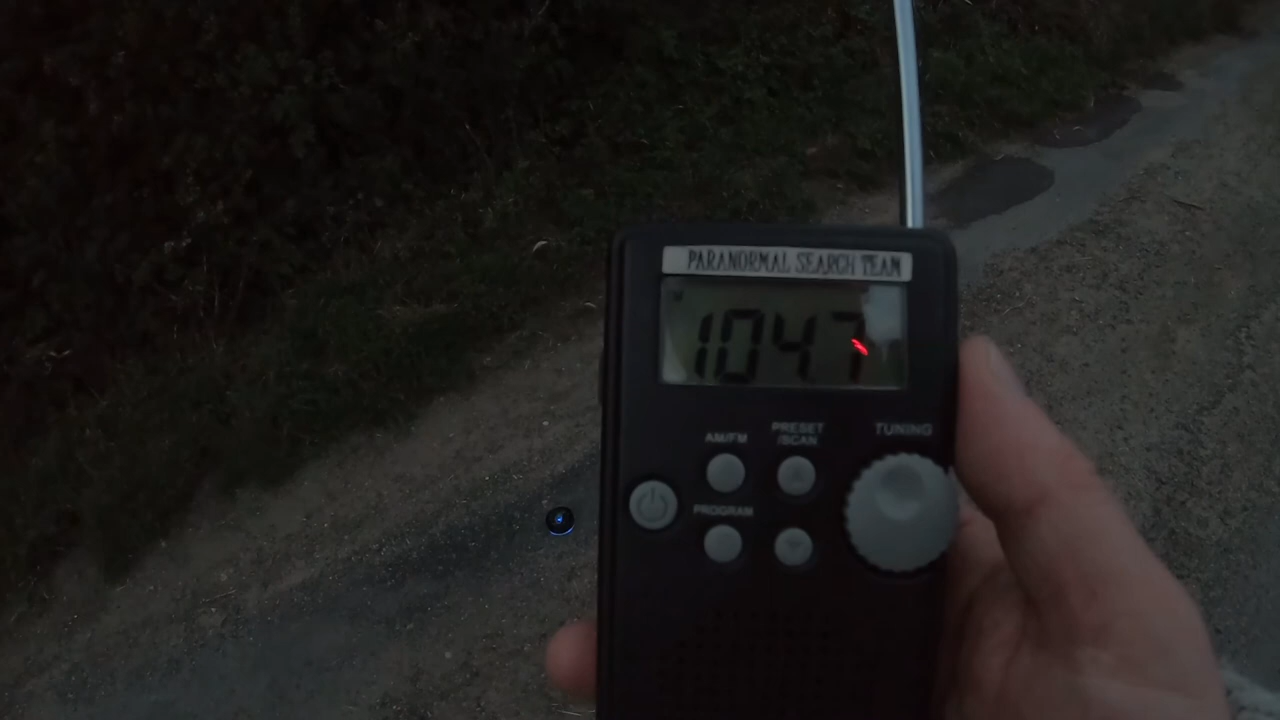 PARANORMAL SEARCH TEAM
1047
AM/FM
PRESET
/SCAN
TUNING
PROGRAM